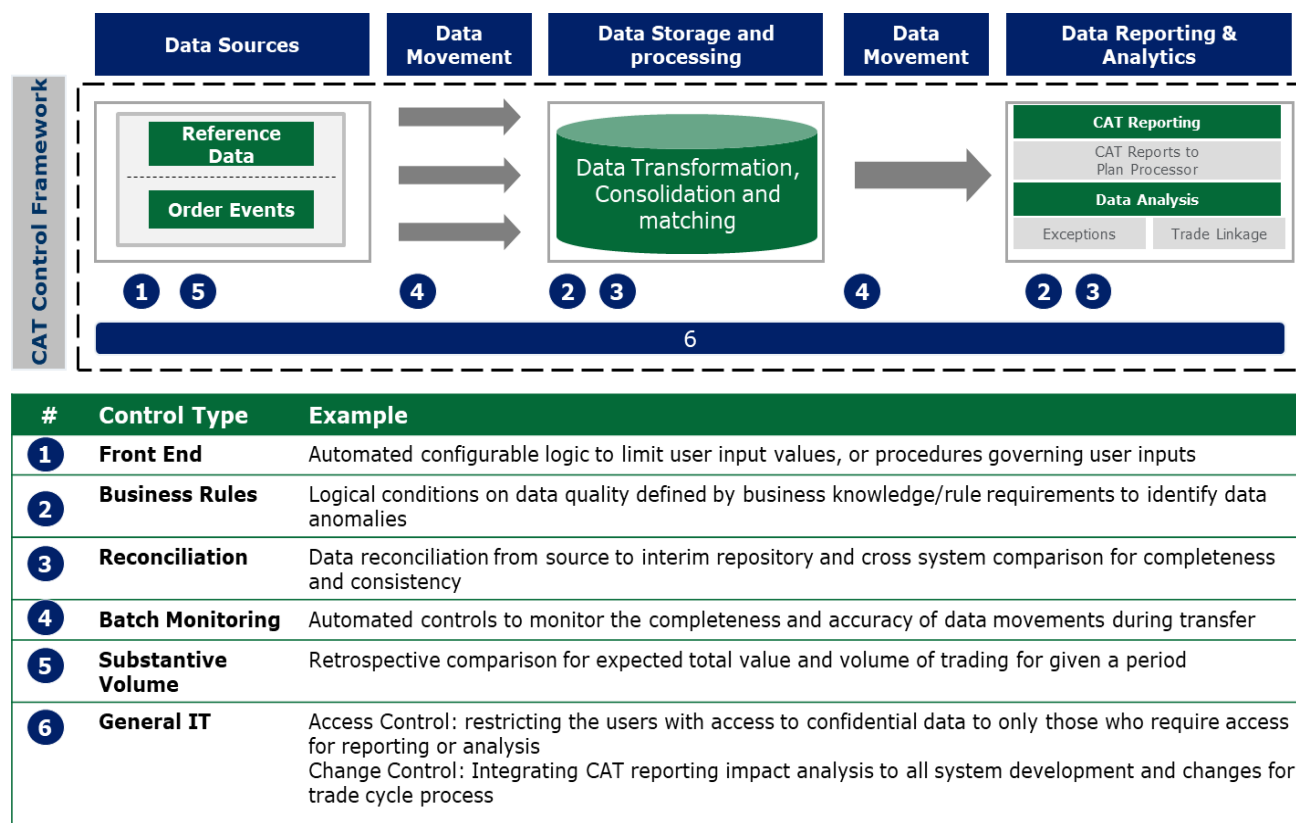 Data Sources
Data
Movement
Data Storage and
processing
Data
Movement
Data Reporting &
Analytics
CAT Control Framework
Reference
Data
Order Events
Data Transformation,
Consolidation and
matching
CAT Reporting
CAT Reports to
Plan Processor
Data Analysis
Exceptions
Trade Linkage
1
5
4
2
3
4
2
3
6
# Control Type Example
1 Front End Automated configurable logic to limit user input values, or procedures governing user inputs
2 Business Rules Logical conditions on data quality defined by business knowledge/rule requirements to identify data
anomalies
3 Reconciliation Data reconciliation from source to interim repository and cross system comparison for completeness
and consistency
4 Batch Monitoring Automated controls to monitor the completeness and accuracy of data movements during transfer
5 Substantive Retrospective comparison for expected total value and volume of trading for given a period
Volume
6 General IT Access Control: restricting the users with access to confidential data to only those who require access
for reporting or analysis
Change Control: Integrating CAT reporting impact analysis to all system development and changes for
trade cycle process